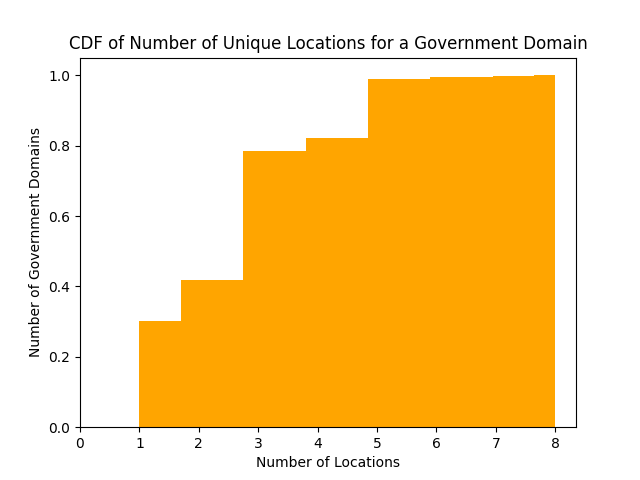 CDF of Number of Unique Locations for a Government Domain
1.0
0.8
0.6
0.4
0.2
0.0
Number of Government Domains
0 1 2 3 4 5 6 7 8
Number of Locations